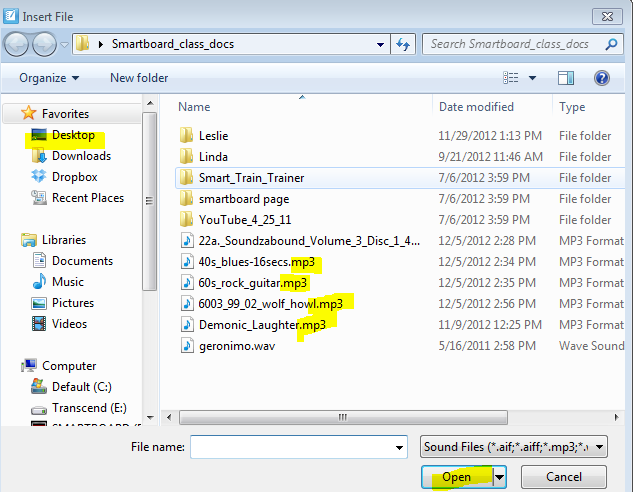 Insert File
Smartboard_class_docs
Search Smartboard_class_docs
Organize New folder
Name Date modified Type
Favorites
Desktop
Downloads
Dropbox
Recent Places
Libraries
Documents
Music
Pictures
Videos
Computer
Default (C:)
Transcend (E:)
Leslie 11/29/2012 1:13 PM File folder
Linda 9/21/2012 11:46 AM File folder
Smart_Train_Trainer 7/6/2012 3:59 PM File folder
smartboard page 7/6/2012 3:59 PM File folder
YouTube_4_25_11 7/6/2012 3:59 PM File folder
22a._Soundzabound_Volume_3_Disc_1_4... 12/5/2012 2:28 PM MP3 Format
40s_blues-16secs.mp3 12/5/2012 2:34 PM MP3 Format
60s_rock_guitar.mp3 12/5/2012 2:35 PM MP3 Format
6003_99_02_wolf_howl.mp3 12/5/2012 2:56 PM MP3 Format
Demonic_Laughter.mp3 11/9/2012 12:25 PM MP3 Format
geronimo.wav 5/16/2011 2:58 PM Wave Sound
File name: Sound Files (*.aif;*.aiff;*.mp3;*.
Open Cancel